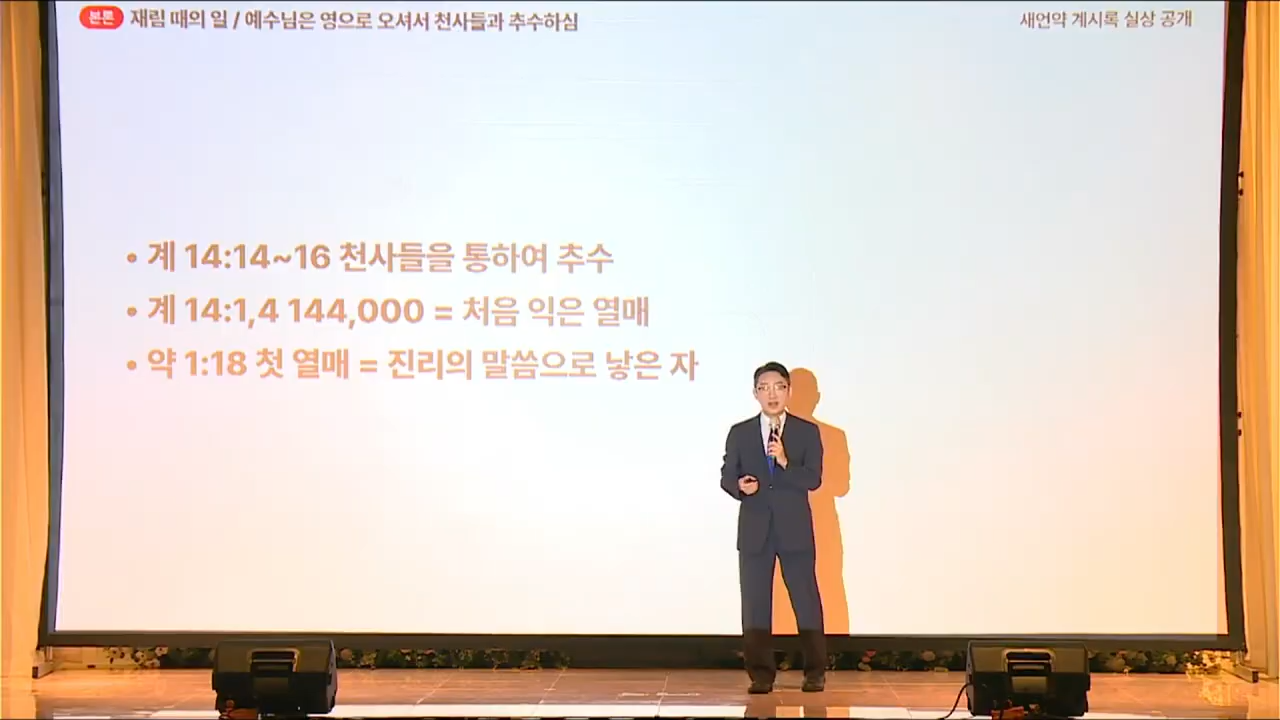 본론 재림 때의 일 / 예수님은 영으로 오셔서 천사들과 추수하심
새언약 계시록 실상 공개
• 계 14:14~16 천사들을 통하여 추수
• 계 14:1,4 144,000 = 처음 익은 열매
• 약 1:18 첫 열매 = 진리의 말씀으로 낳은 자